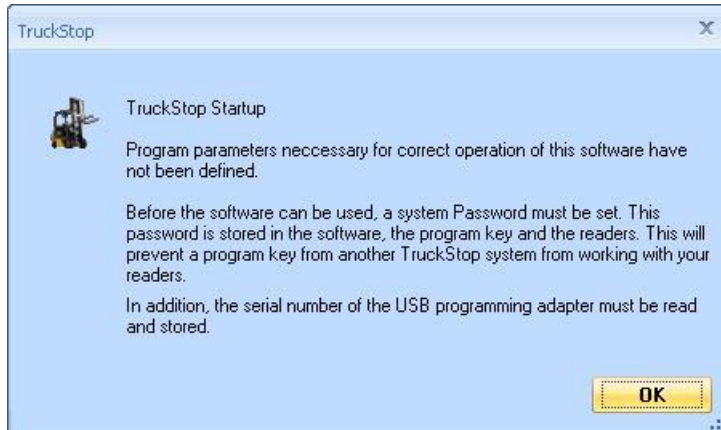 TruckStop
TruckStop Startup
Program parameters neccessary for correct operation of this software have
not been defined.
Before the software can be used, a system Password must be set. This
password is stored in the software, the program key and the readers. This will
prevent a program key from another TruckStop system from working with your
readers.
In addition, the serial number of the USB programming adapter must be read
and stored.
OK